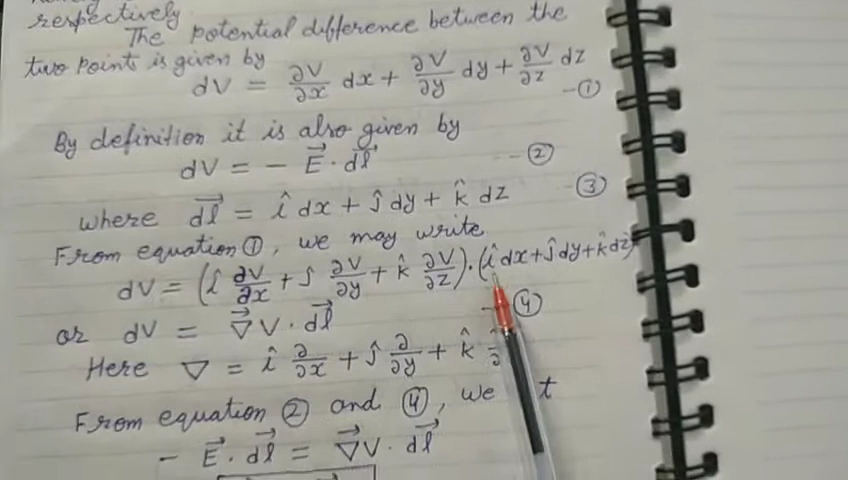 respectively
The potential difference between the
two points is given by
dV = ∂V/∂x dx + ∂V/∂y dy + ∂V/∂z dz
-①
By definition it is also given by
dV = - E⃗ · dl⃗ -②
where dl⃗ = î dx + ĵ dy + k̂ dz -③
From equation ①, we may write
dV = (î ∂V/∂x + ĵ ∂V/∂y + k̂ ∂V/∂z) · (î dx + ĵ dy + k̂ dz)
or dV = ∇⃗V · dl⃗ -④
Here ∇ = î ∂/∂x + ĵ ∂/∂y + k̂
From equation ② and ④, we
- E⃗ · dl⃗ = ∇⃗V · dl⃗